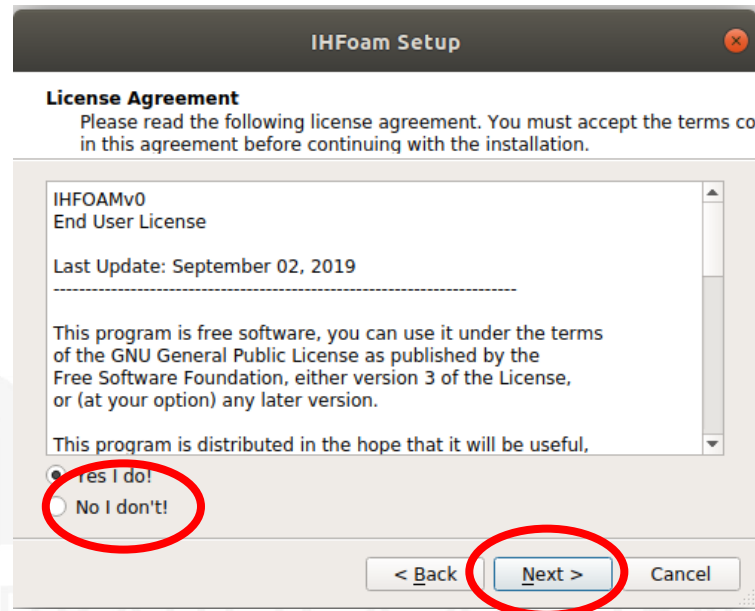 IHFoam Setup
License Agreement
Please read the following license agreement. You must accept the terms co
in this agreement before continuing with the installation.
IHFOAMv0
End User License
Last Update: September 02, 2019
------------------------------------------------------------------------
This program is free software, you can use it under the terms
of the GNU General Public License as published by the
Free Software Foundation, either version 3 of the License,
or (at your option) any later version.
This program is distributed in the hope that it will be useful,
Yes I do!
No I don't!
< Back Next > Cancel